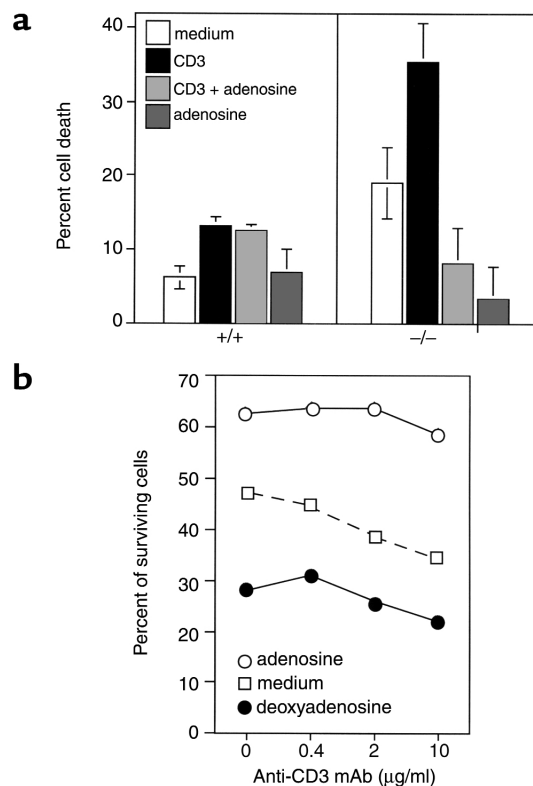 a
40
30
20
10
0
Percent cell death
medium
CD3
CD3 + adenosine
adenosine
+/+
–/–
b
70
60
50
40
30
20
10
0
Percent of surviving cells
adenosine
medium
deoxyadenosine
0 0.4 2 10
Anti-CD3 mAb (µg/ml)